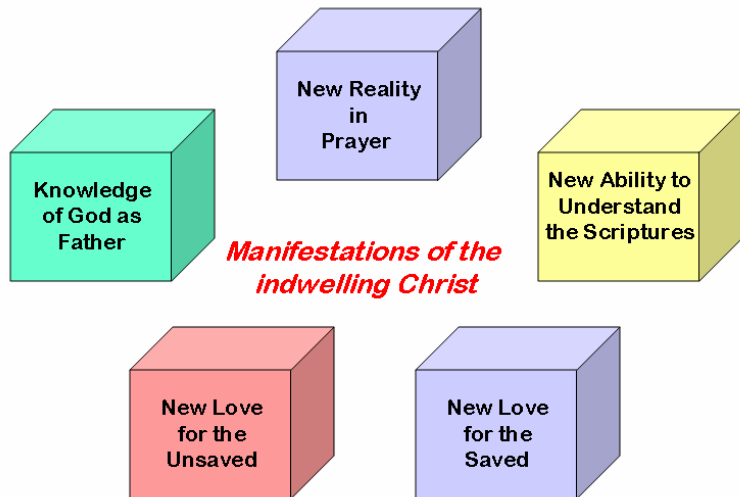 New Reality
in
Prayer
Knowledge
of God as
Father
New Ability to
Understand
the Scriptures
Manifestations of the
indwelling Christ
New Love
for the
Unsaved
New Love
for the
Saved